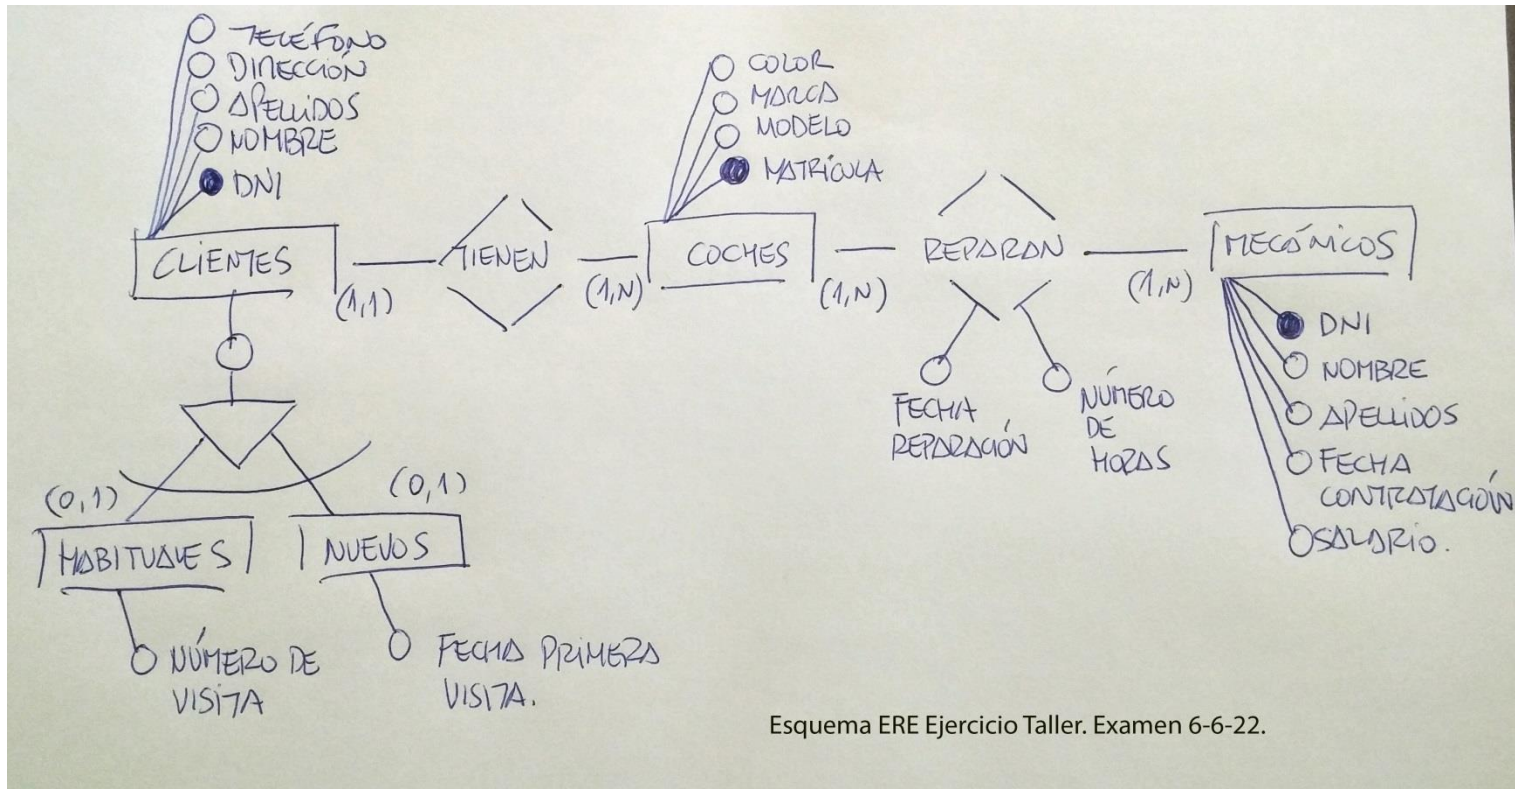 TELÉFONO
DIRECCIÓN
APELLIDOS
NOMBRE
DNI
CLIENTES
(1,1)
TIENEN
(1,N)
COLOR
MARCA
MODELO
MATRÍCULA
COCHES
(1,N)
REPARAN
(1,N)
FECHA
REPARACIÓN
NÚMERO
DE
HORAS
MECÁNICOS
DNI
NOMBRE
APELLIDOS
FECHA
CONTRATACIÓN
SALARIO.
(0,1)
(0,1)
HABITUALES
NUEVOS
NÚMERO DE
VISITA
FECHA PRIMERA
VISITA.
Esquema ERE Ejercicio Taller. Examen 6-6-22.